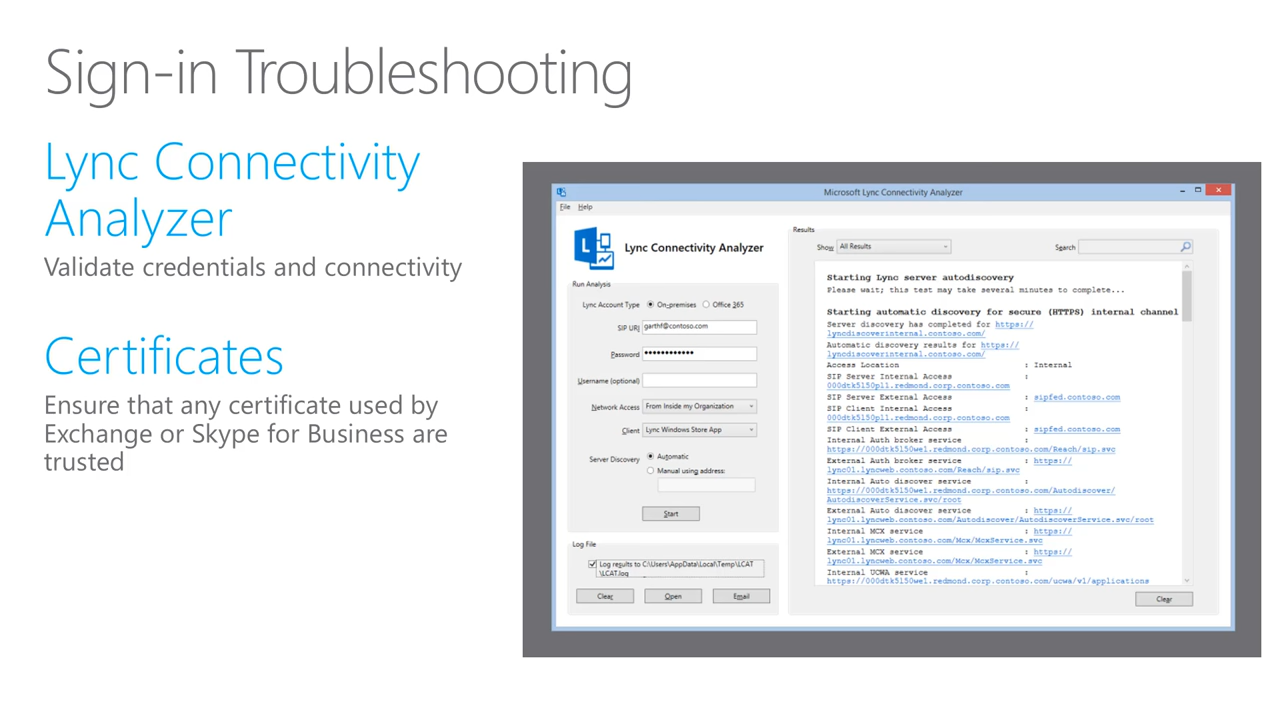 Sign-in Troubleshooting
Lync Connectivity
Analyzer
Validate credentials and connectivity
Certificates
Ensure that any certificate used by
Exchange or Skype for Business are
trusted
Microsoft Lync Connectivity Analyzer
File Help
Lync Connectivity Analyzer
Run Analysis
Lync Account Type On-premises Office 365
SIP URI garthf@contoso.com
Password ••••••••••••
Username (optional)
Network Access From Inside my Organization
Client Lync Windows Store App
Server Discovery Automatic
Manual using address:
Start
Log File
Log results to C:\Users\AppData\Local\Temp\LCAT
\LCAT.log
Clear Open Email
Results
Show All Results Search
Starting Lync server autodiscovery
Please wait; this test may take several minutes to complete...
Starting automatic discovery for secure (HTTPS) internal channel
Server discovery has completed for https://
lyncdiscoverinternal.contoso.com/
Automatic discovery results for https://
lyncdiscoverinternal.contoso.com/
Access Location : Internal
SIP Server Internal Access :
000dtk5150pl1.redmond.corp.contoso.com
SIP Server External Access : sipfed.contoso.com
SIP Client Internal Access :
000dtk5150pl1.redmond.corp.contoso.com
SIP Client External Access : sipfed.contoso.com
Internal Auth broker service :
https://000dtk5150wel.redmond.corp.contoso.com/Reach/sip.svc
External Auth broker service : https://
lync01.lyncweb.contoso.com/Reach/sip.svc
Internal Auto discover service :
https://000dtk5150wel.redmond.corp.contoso.com/Autodiscover/
AutodiscoverService.svc/root
External Auto discover service : https://
lync01.lyncweb.contoso.com/Autodiscover/AutodiscoverService.svc/root
Internal MCX service : https://
lync01.lyncweb.contoso.com/Mcx/McxService.svc
External MCX service : https://
lync01.lyncweb.contoso.com/Mcx/McxService.svc
Internal UCWA service :
https://000dtk5150wel.redmond.corp.contoso.com/ucwa/v1/applications
Clear